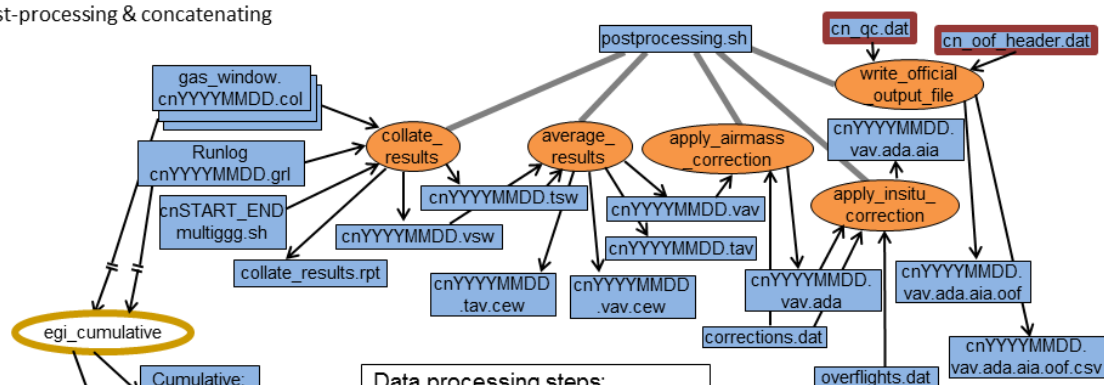 st-processing & concatenating
postprocessing.sh
cn_qc.dat
cn_oof_header.dat
write_official
_output_file
gas_window.
cnYYYYMMDD.col
Runlog
cnYYYYMMDD.grl
cnSTART_END
multiggg.sh
collate_
results
average_
results
apply_airmass
_correction
cnYYYYMMDD.
vav.ada.aia
apply_insitu_
correction
cnYYYYMMDD.tsw
cnYYYYMMDD.vsw
collate_results.rpt
cnYYYYMMDD.vav
cnYYYYMMDD.tav
cnYYYYMMDD
.tav.cew
cnYYYYMMDD
.vav.cew
cnYYYYMMDD.
vav.ada
corrections.dat
cnYYYYMMDD.
vav.ada.aia.oof
cnYYYYMMDD.
vav.ada.aia.oof.csv
overflights.dat
egi_cumulative
Cumulative:
Data processing steps: